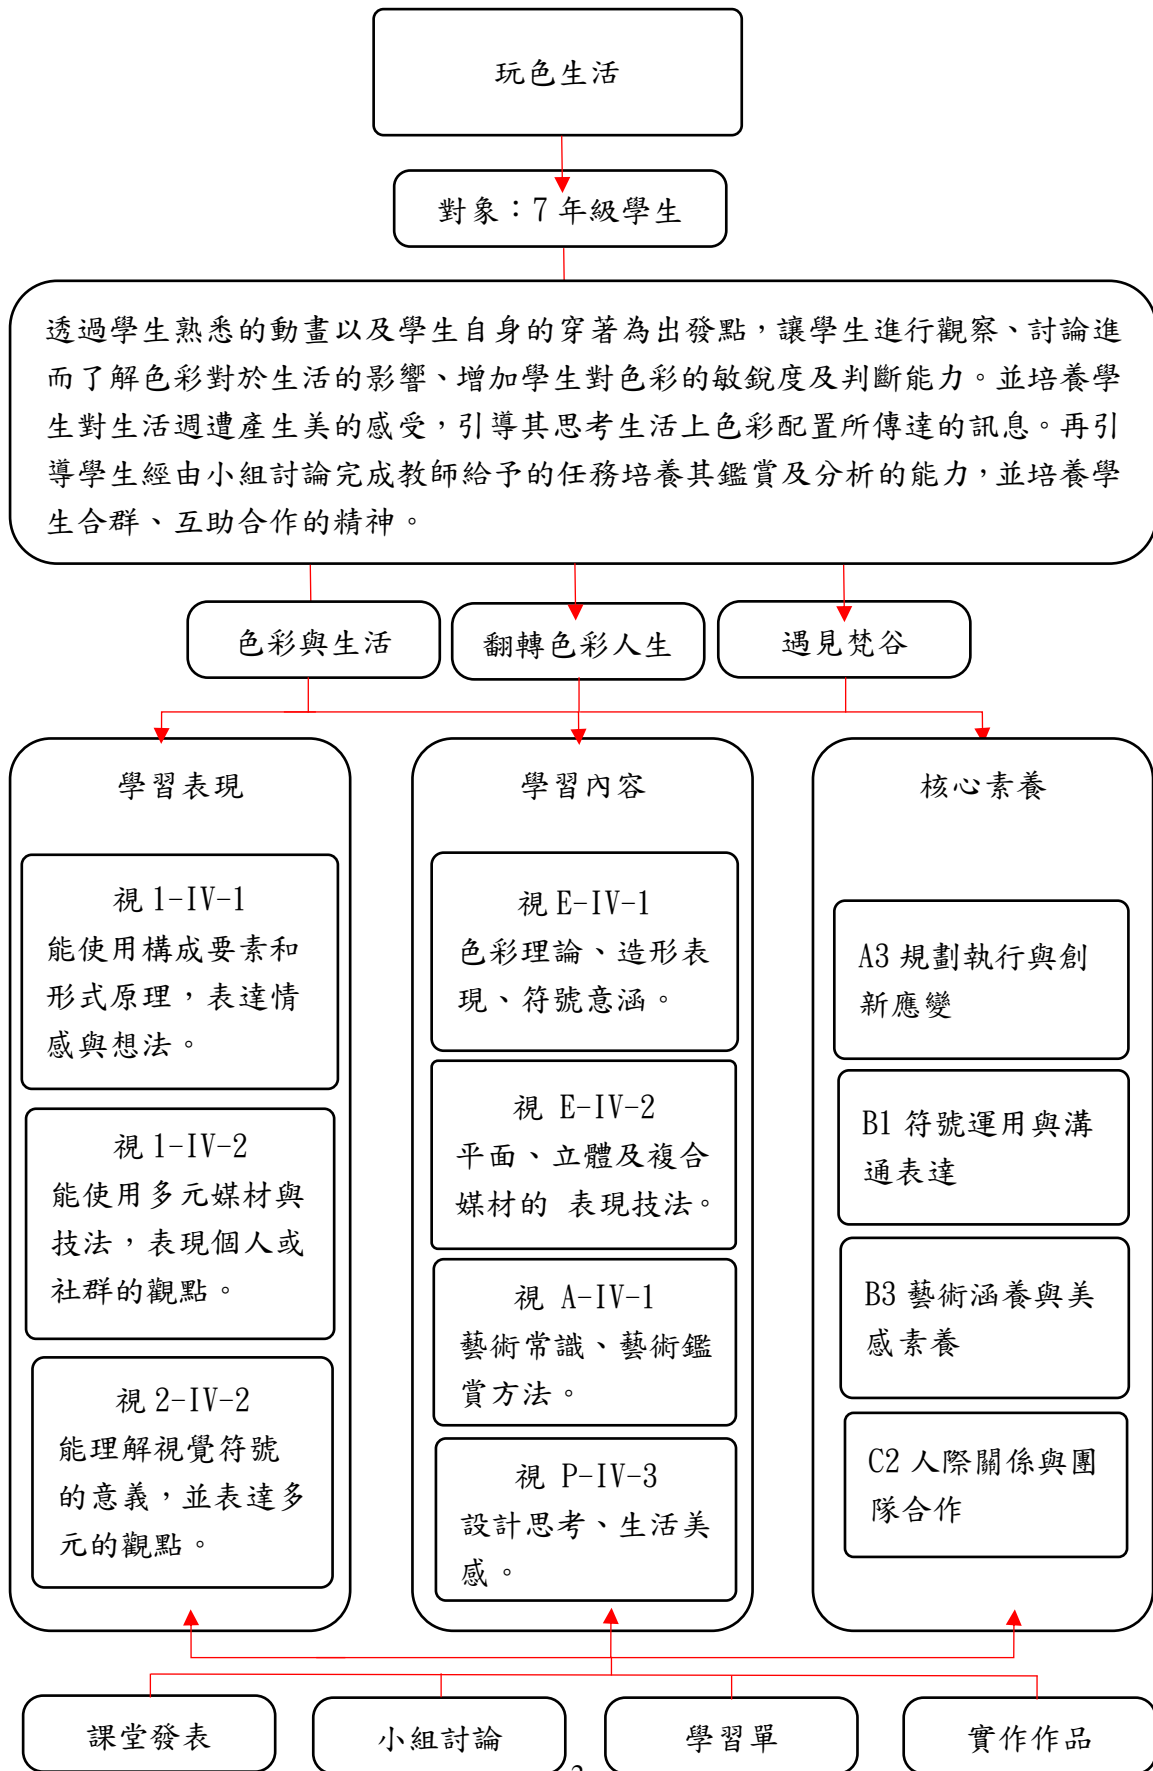 玩色生活
對象：7 年級學生
透過學生熟悉的動畫以及學生自身的穿著為出發點，讓學生進行觀察、討論進
而了解色彩對於生活的影響、增加學生對色彩的敏銳度及判斷能力。並培養學
生對生活週遭產生美的感受，引導其思考生活上色彩配置所傳達的訊息。再引
導學生經由小組討論完成教師給予的任務培養其鑑賞及分析的能力，並培養學
生合群、互助合作的精神。
色彩與生活
翻轉色彩人生
遇見梵谷
學習表現
視 1-IV-1
能使用構成要素和
形式原理，表達情
感與想法。
視 1-IV-2
能使用多元媒材與
技法，表現個人或
社群的觀點。
視 2-IV-2
能理解視覺符號
的意義，並表達多
元的觀點。
學習內容
視 E-IV-1
色彩理論、造形表
現、符號意涵。
視 E-IV-2
平面、立體及複合
媒材的 表現技法。
視 A-IV-1
藝術常識、藝術鑑
賞方法。
視 P-IV-3
設計思考、生活美
感。
核心素養
A3 規劃執行與創
新應變
B1 符號運用與溝
通表達
B3 藝術涵養與美
感素養
C2 人際關係與團
隊合作
課堂發表
小組討論
學習單
實作作品